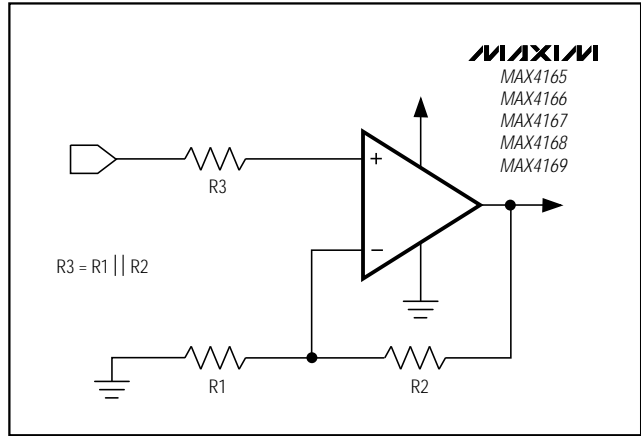 MAXIM
MAX4165
MAX4166
MAX4167
MAX4168
MAX4169
+
R3
−
R3 = R1 || R2
R1
R2